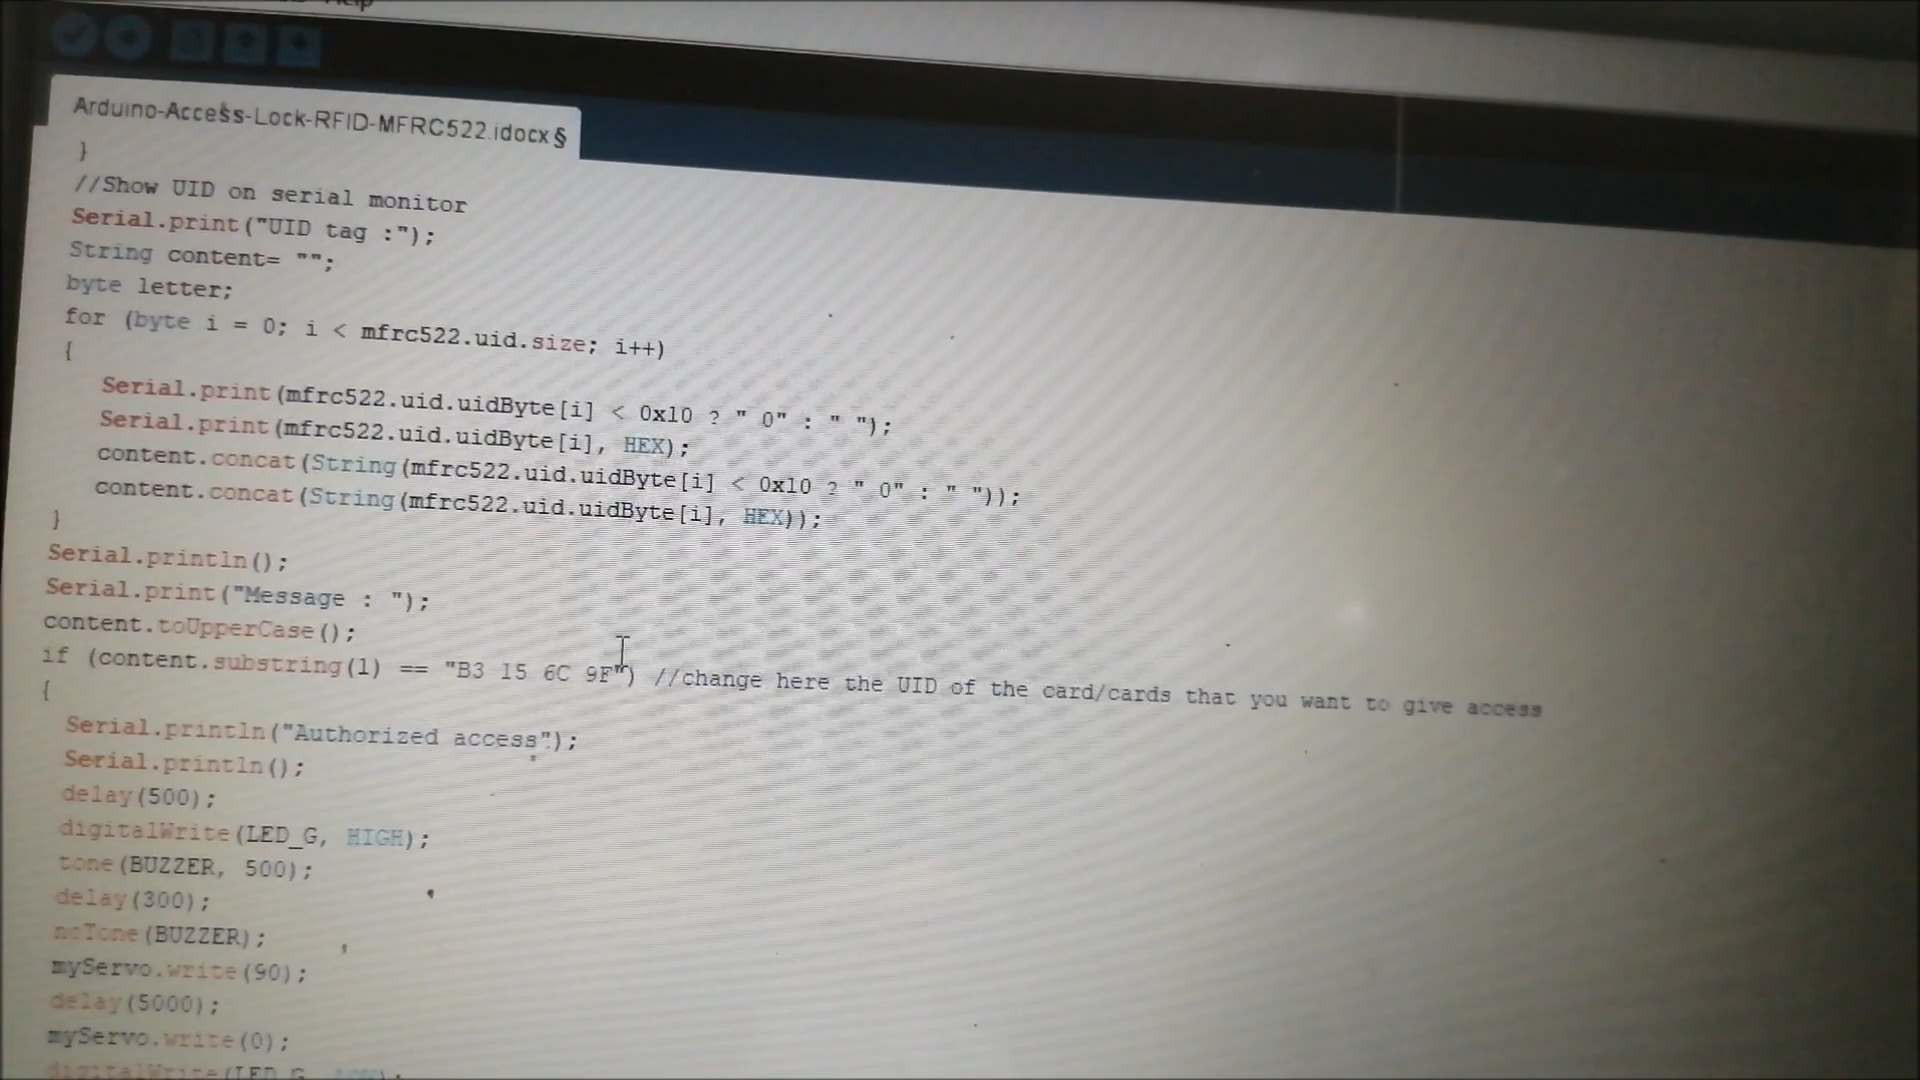 Help
Arduino-Access-Lock-RFID-MFRC522.idocx §
}
//Show UID on serial monitor
Serial.print("UID tag :");
String content= "";
byte letter;
for (byte i = 0; i < mfrc522.uid.size; i++)
{
Serial.print(mfrc522.uid.uidByte[i] < 0x10 ? " 0" : " ");
Serial.print(mfrc522.uid.uidByte[i], HEX);
content.concat(String(mfrc522.uid.uidByte[i] < 0x10 ? " 0" : " "));
content.concat(String(mfrc522.uid.uidByte[i], HEX));
}
Serial.println();
Serial.print("Message : ");
content.toUpperCase();
if (content.substring(1) == "B3 15 6C 9F") //change here the UID of the card/cards that you want to give access
{
Serial.println("Authorized access");
Serial.println();
delay(500);
digitalWrite(LED_G, HIGH);
tone(BUZZER, 500);
delay(300);
noTone(BUZZER);
myServo.write(90);
delay(5000);
myServo.write(0);
digitalWrite(LED_G, LOW);